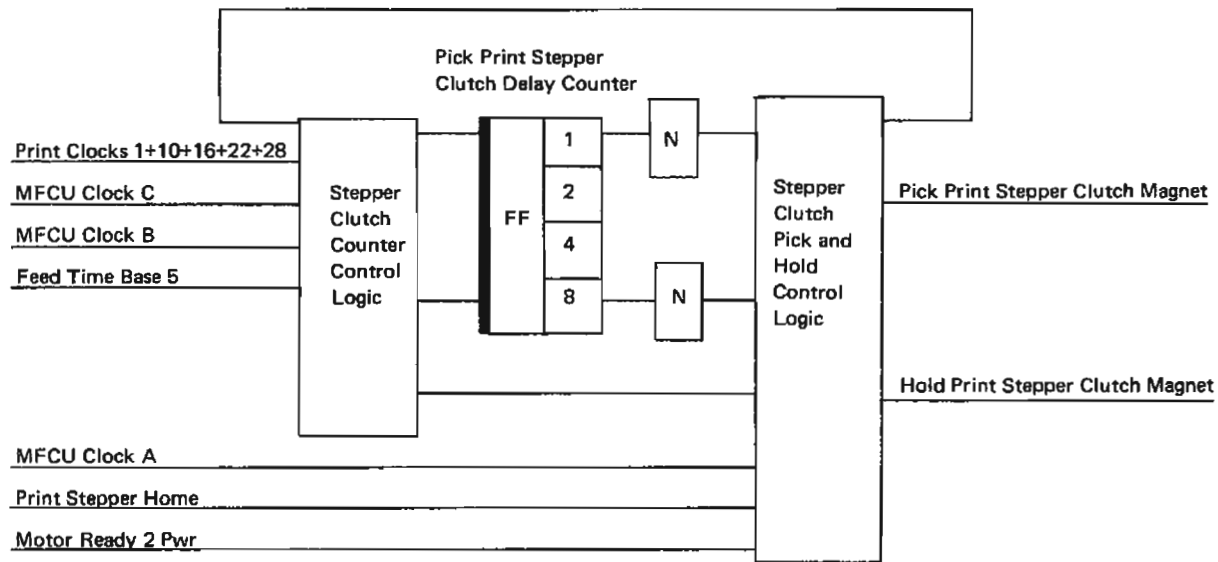 Pick Print Stepper
Clutch Delay Counter
Print Clocks 1+10+16+22+28
MFCU Clock C
MFCU Clock B
Feed Time Base 5
Stepper
Clutch
Counter
Control
Logic
FF
1
2
4
8
N
N
Stepper
Clutch
Pick and
Hold
Control
Logic
Pick Print Stepper Clutch Magnet
Hold Print Stepper Clutch Magnet
MFCU Clock A
Print Stepper Home
Motor Ready 2 Pwr